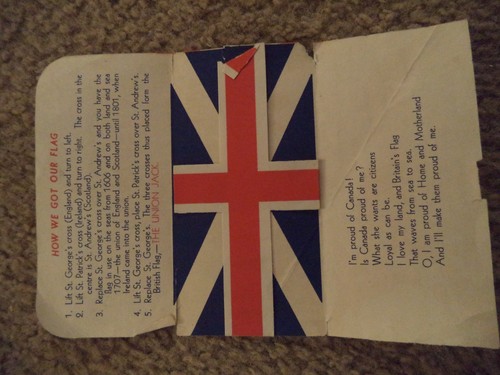 HOW WE GOT OUR FLAG
1. Lift St. George's cross (England) and turn to left.
2. Lift St. Patrick's cross (Ireland) and turn to right. The cross in the
centre is St. Andrew's (Scotland).
3. Replace St. George's cross over St. Andrew's and you have the
flag in use on the seas from 1606 and on both land and sea
1707—the union of England and Scotland—until 1801, when
Ireland came into the union.
4. Lift St. George's cross, place St. Patrick's cross over St. Andrew's.
5. Replace St. George's. The three crosses thus placed form the
British Flag,—THE UNION JACK.
I'm proud of Canada!
Is Canada proud of me?
What she wants are citizens
Loyal as can be.
I love my land, and Britain's Flag
That waves from sea to sea.
O, I am proud of Home and Motherland
And I'll make them proud of me.